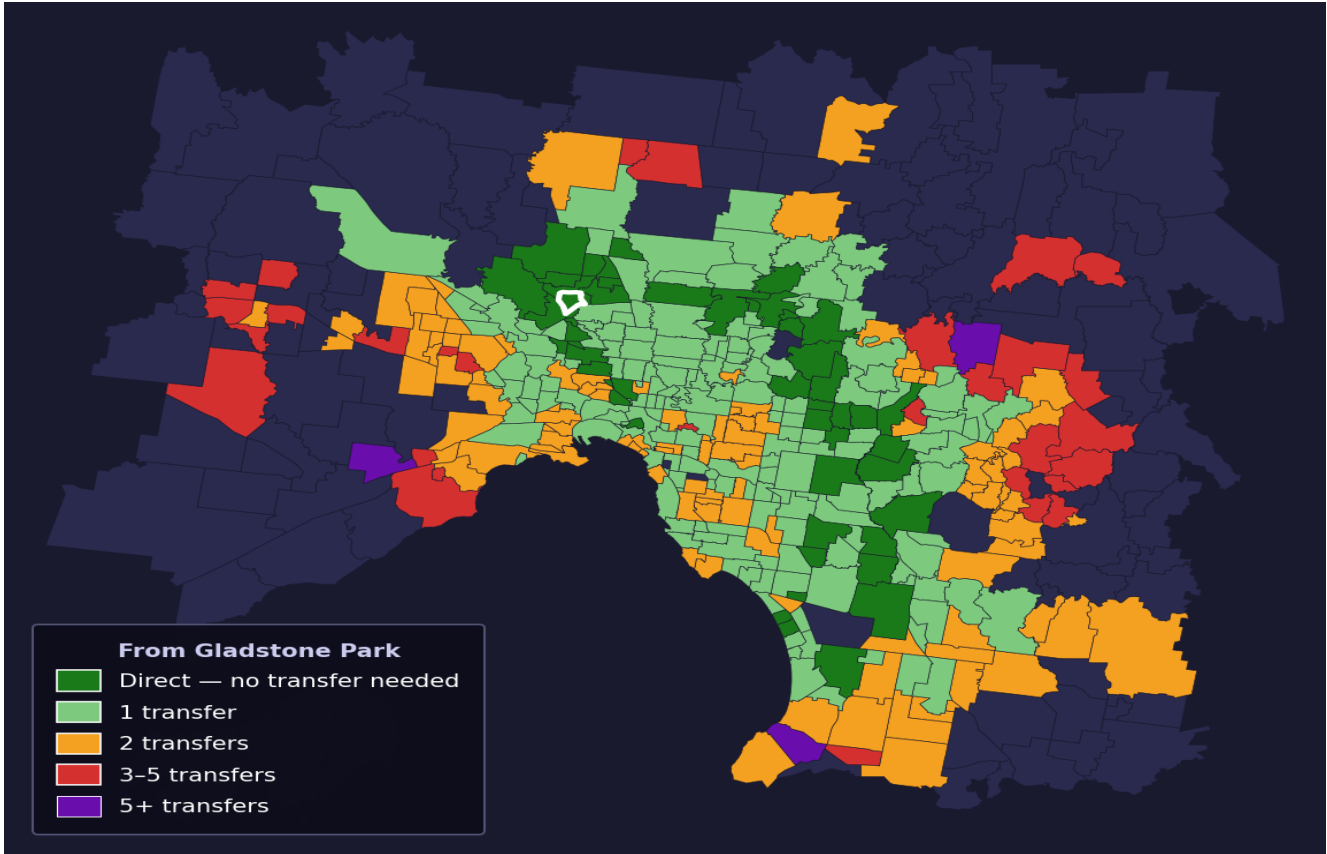 From Gladstone Park
Direct — no transfer needed
1 transfer
2 transfers
3–5 transfers
5+ transfers